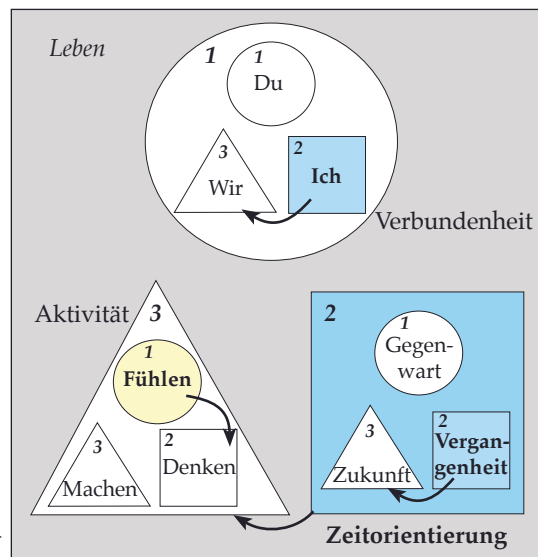 Leben
1
1
Du
3
Wir
2
Ich
Verbundenheit
Aktivität
3
1
Fühlen
3
Machen
2
Denken
2
1
Gegen-
wart
3
Zukunft
2
Vergan-
genheit
Zeitorientierung